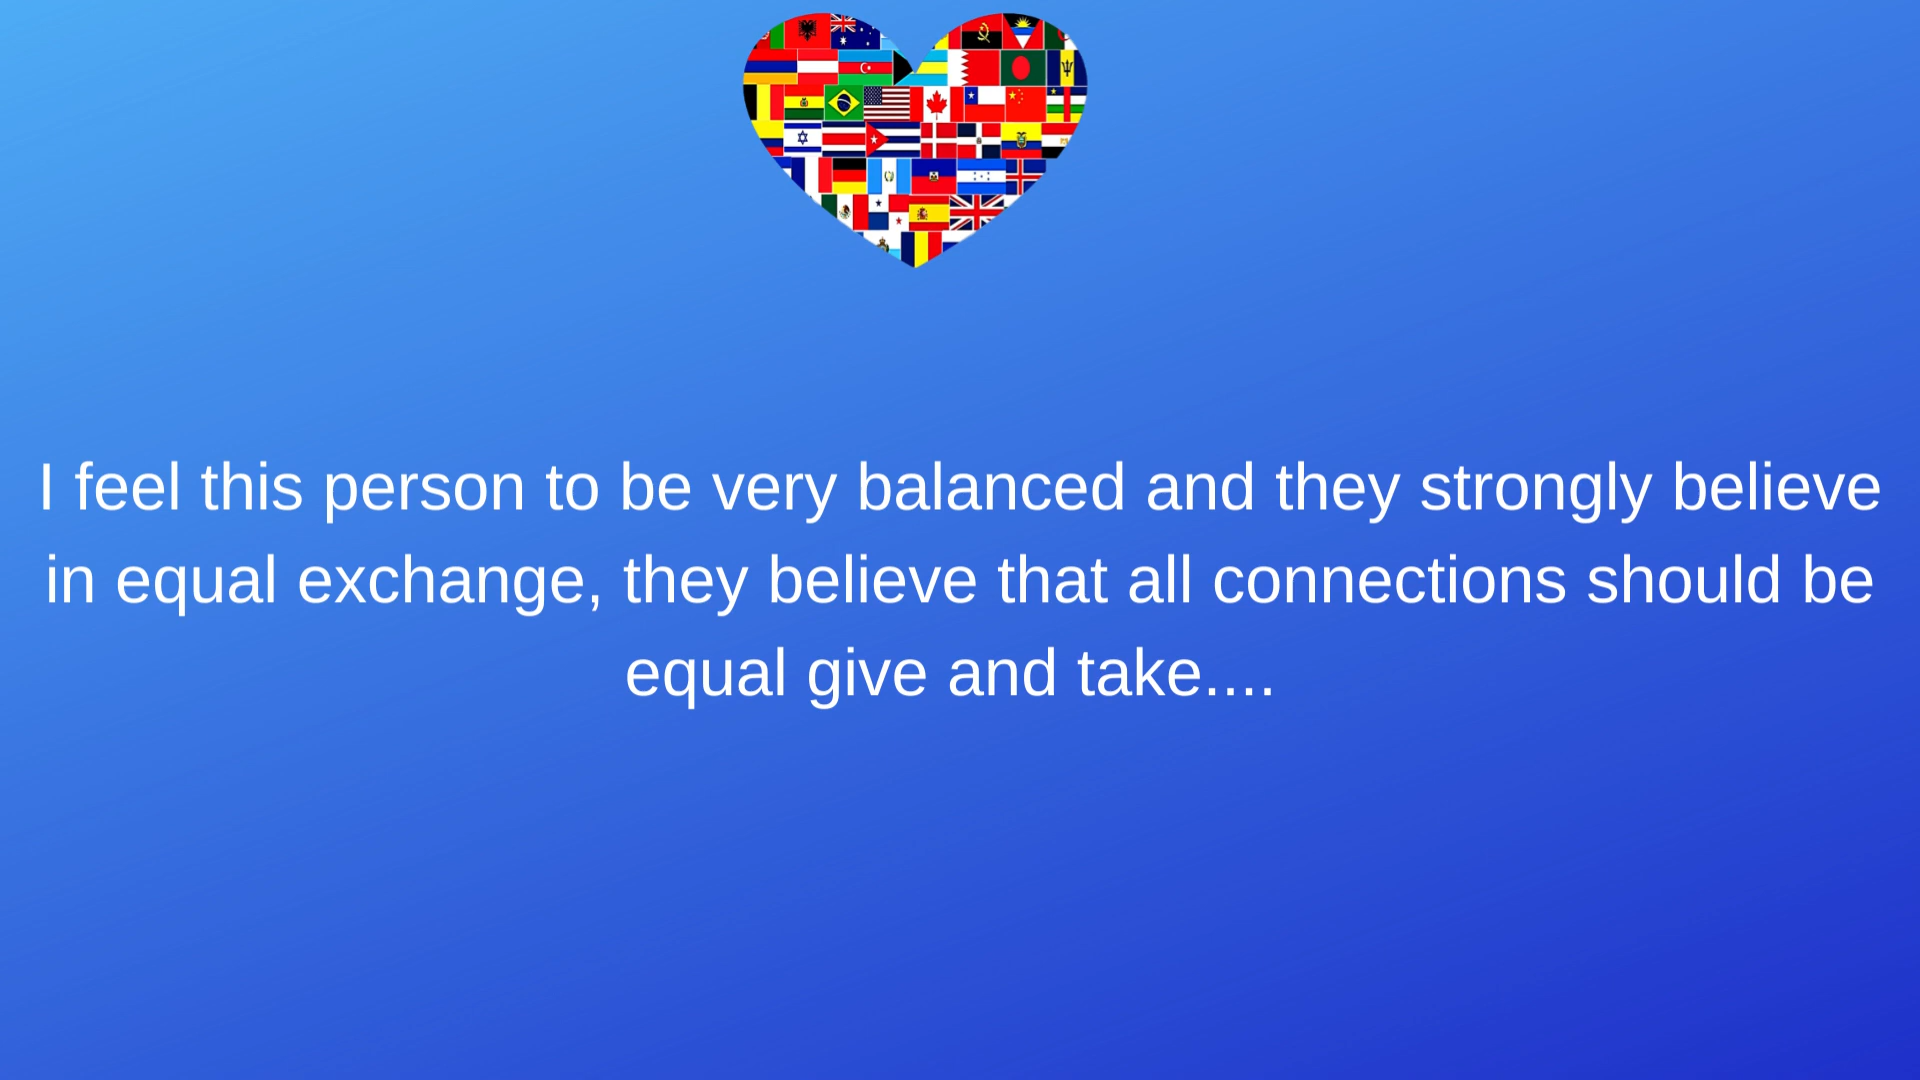 I feel this person to be very balanced and they strongly believe
in equal exchange, they believe that all connections should be
equal give and take....